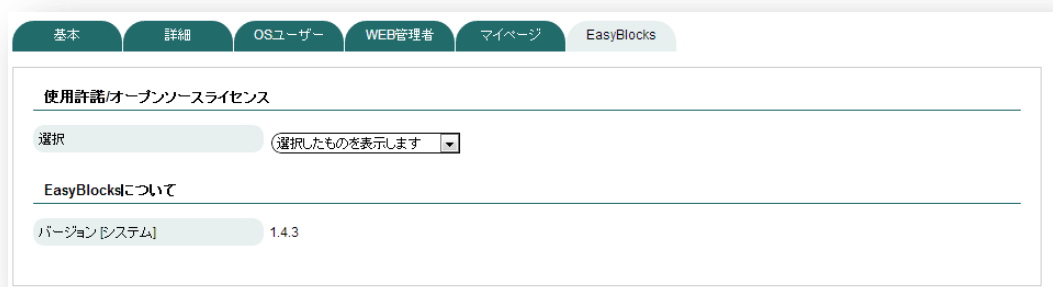 基本 詳細 OSユーザー WEB管理者 マイページ EasyBlocks
使用許諾/オープンソースライセンス
選択 選択したものを表示します
EasyBlocksについて
バージョン [システム] 1.4.3